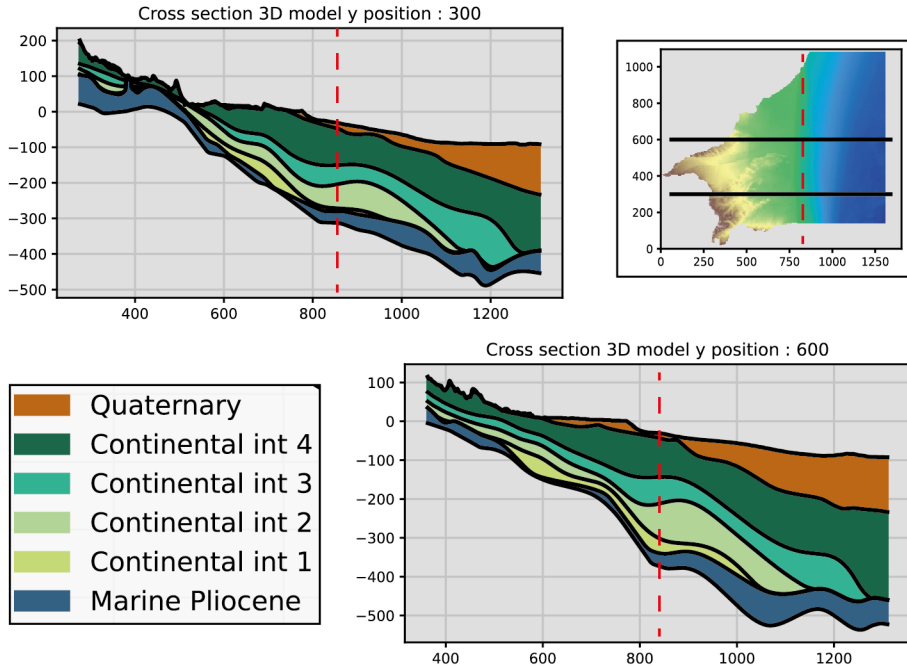 Cross section 3D model y position : 300
200
100
0
−100
−200
−300
−400
−500
400 600 800 1000 1200
1000
800
600
400
200
0
0 250 500 750 1000 1250
Cross section 3D model y position : 600
100
0
−100
−200
−300
−400
−500
400 600 800 1000 1200
Quaternary
Continental int 4
Continental int 3
Continental int 2
Continental int 1
Marine Pliocene